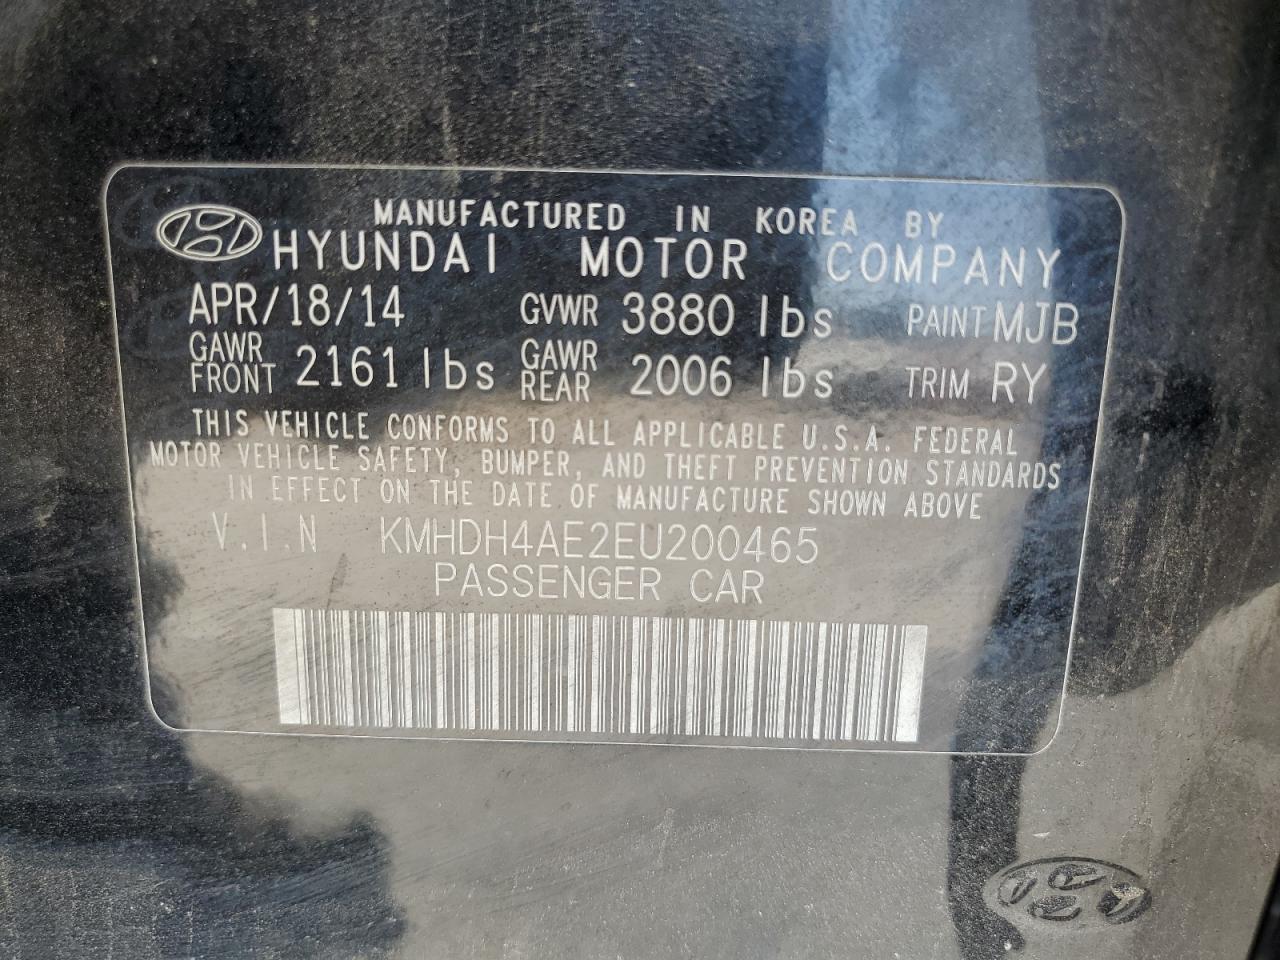 MANUFACTURED IN KOREA BY
HYUNDAI MOTOR COMPANY
APR/18/14 GVWR 3880 lbs PAINT MJB
GAWR FRONT 2161 lbs GAWR REAR 2006 lbs TRIM RY
THIS VEHICLE CONFORMS TO ALL APPLICABLE U.S.A. FEDERAL
MOTOR VEHICLE SAFETY, BUMPER, AND THEFT PREVENTION STANDARDS
IN EFFECT ON THE DATE OF MANUFACTURE SHOWN ABOVE
V.I.N KMHDH4AE2EU200465
PASSENGER CAR